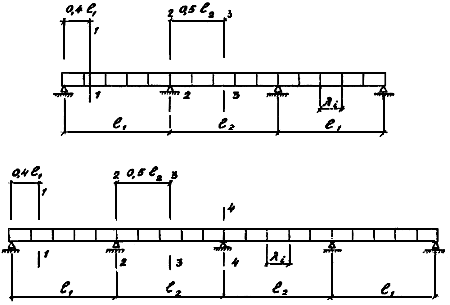 0,4 l₁ 2 0,5 l₂ 3
1
1 2 3 λi
l₁ l₂ l₁
4
0,4 l₁ 2 0,5 l₂ 3
1
1 2 3 4 λi
l₁ l₂ l₂ l₁